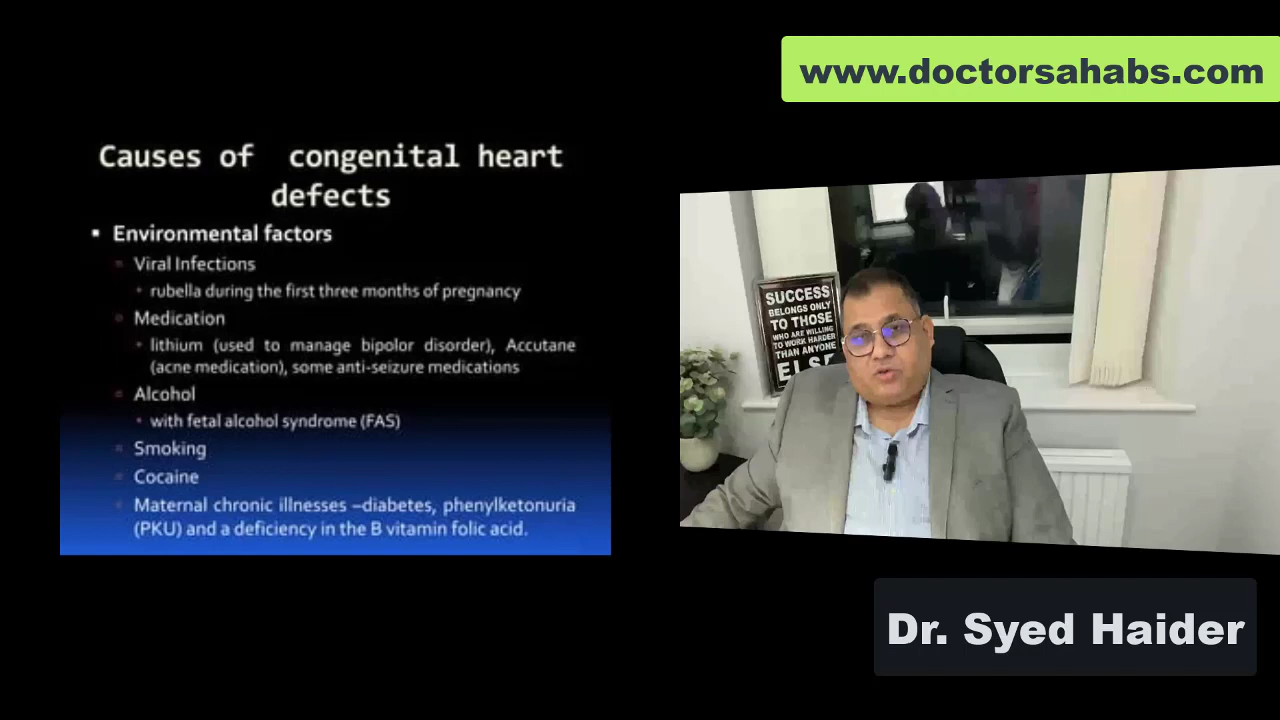 www.doctorsahabs.com
Causes of congenital heart
defects
Environmental factors
Viral Infections
rubella during the first three months of pregnancy
Medication
lithium (used to manage bipolor disorder), Accutane
(acne medication), some anti-seizure medications
Alcohol
with fetal alcohol syndrome (FAS)
Smoking
Cocaine
Maternal chronic illnesses –diabetes, phenylketonuria
(PKU) and a deficiency in the B vitamin folic acid.
SUCCESS
BELONGS ONLY
TO THOSE
WHO ARE WILLING
TO WORK HARDER
THAN ANYONE
ELSE
Dr. Syed Haider